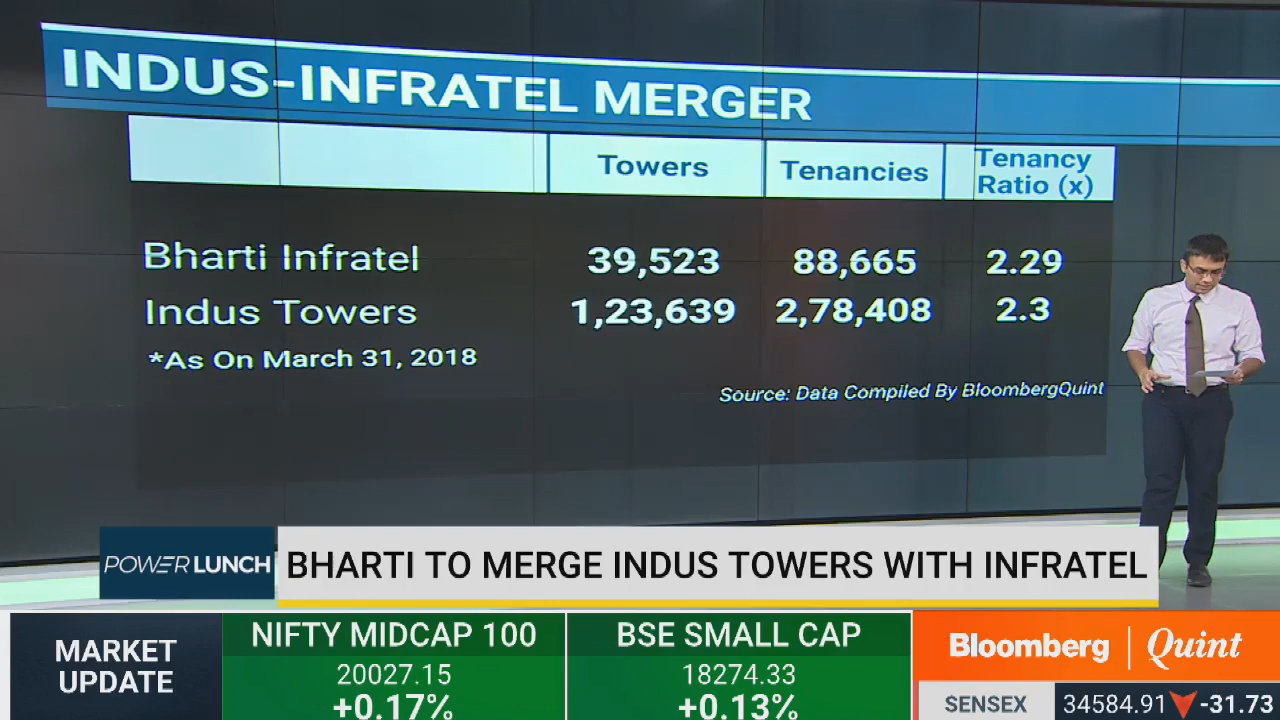 INDUS-INFRATEL MERGER
Towers Tenancies Tenancy Ratio (x)
Bharti Infratel 39,523 88,665 2.29
Indus Towers 1,23,639 2,78,408 2.3
*As On March 31, 2018
Source: Data Compiled By BloombergQuint
POWER LUNCH BHARTI TO MERGE INDUS TOWERS WITH INFRATEL
MARKET UPDATE
NIFTY MIDCAP 100
20027.15
+0.17%
BSE SMALL CAP
18274.33
+0.13%
Bloomberg | Quint
SENSEX 34584.91 -31.73